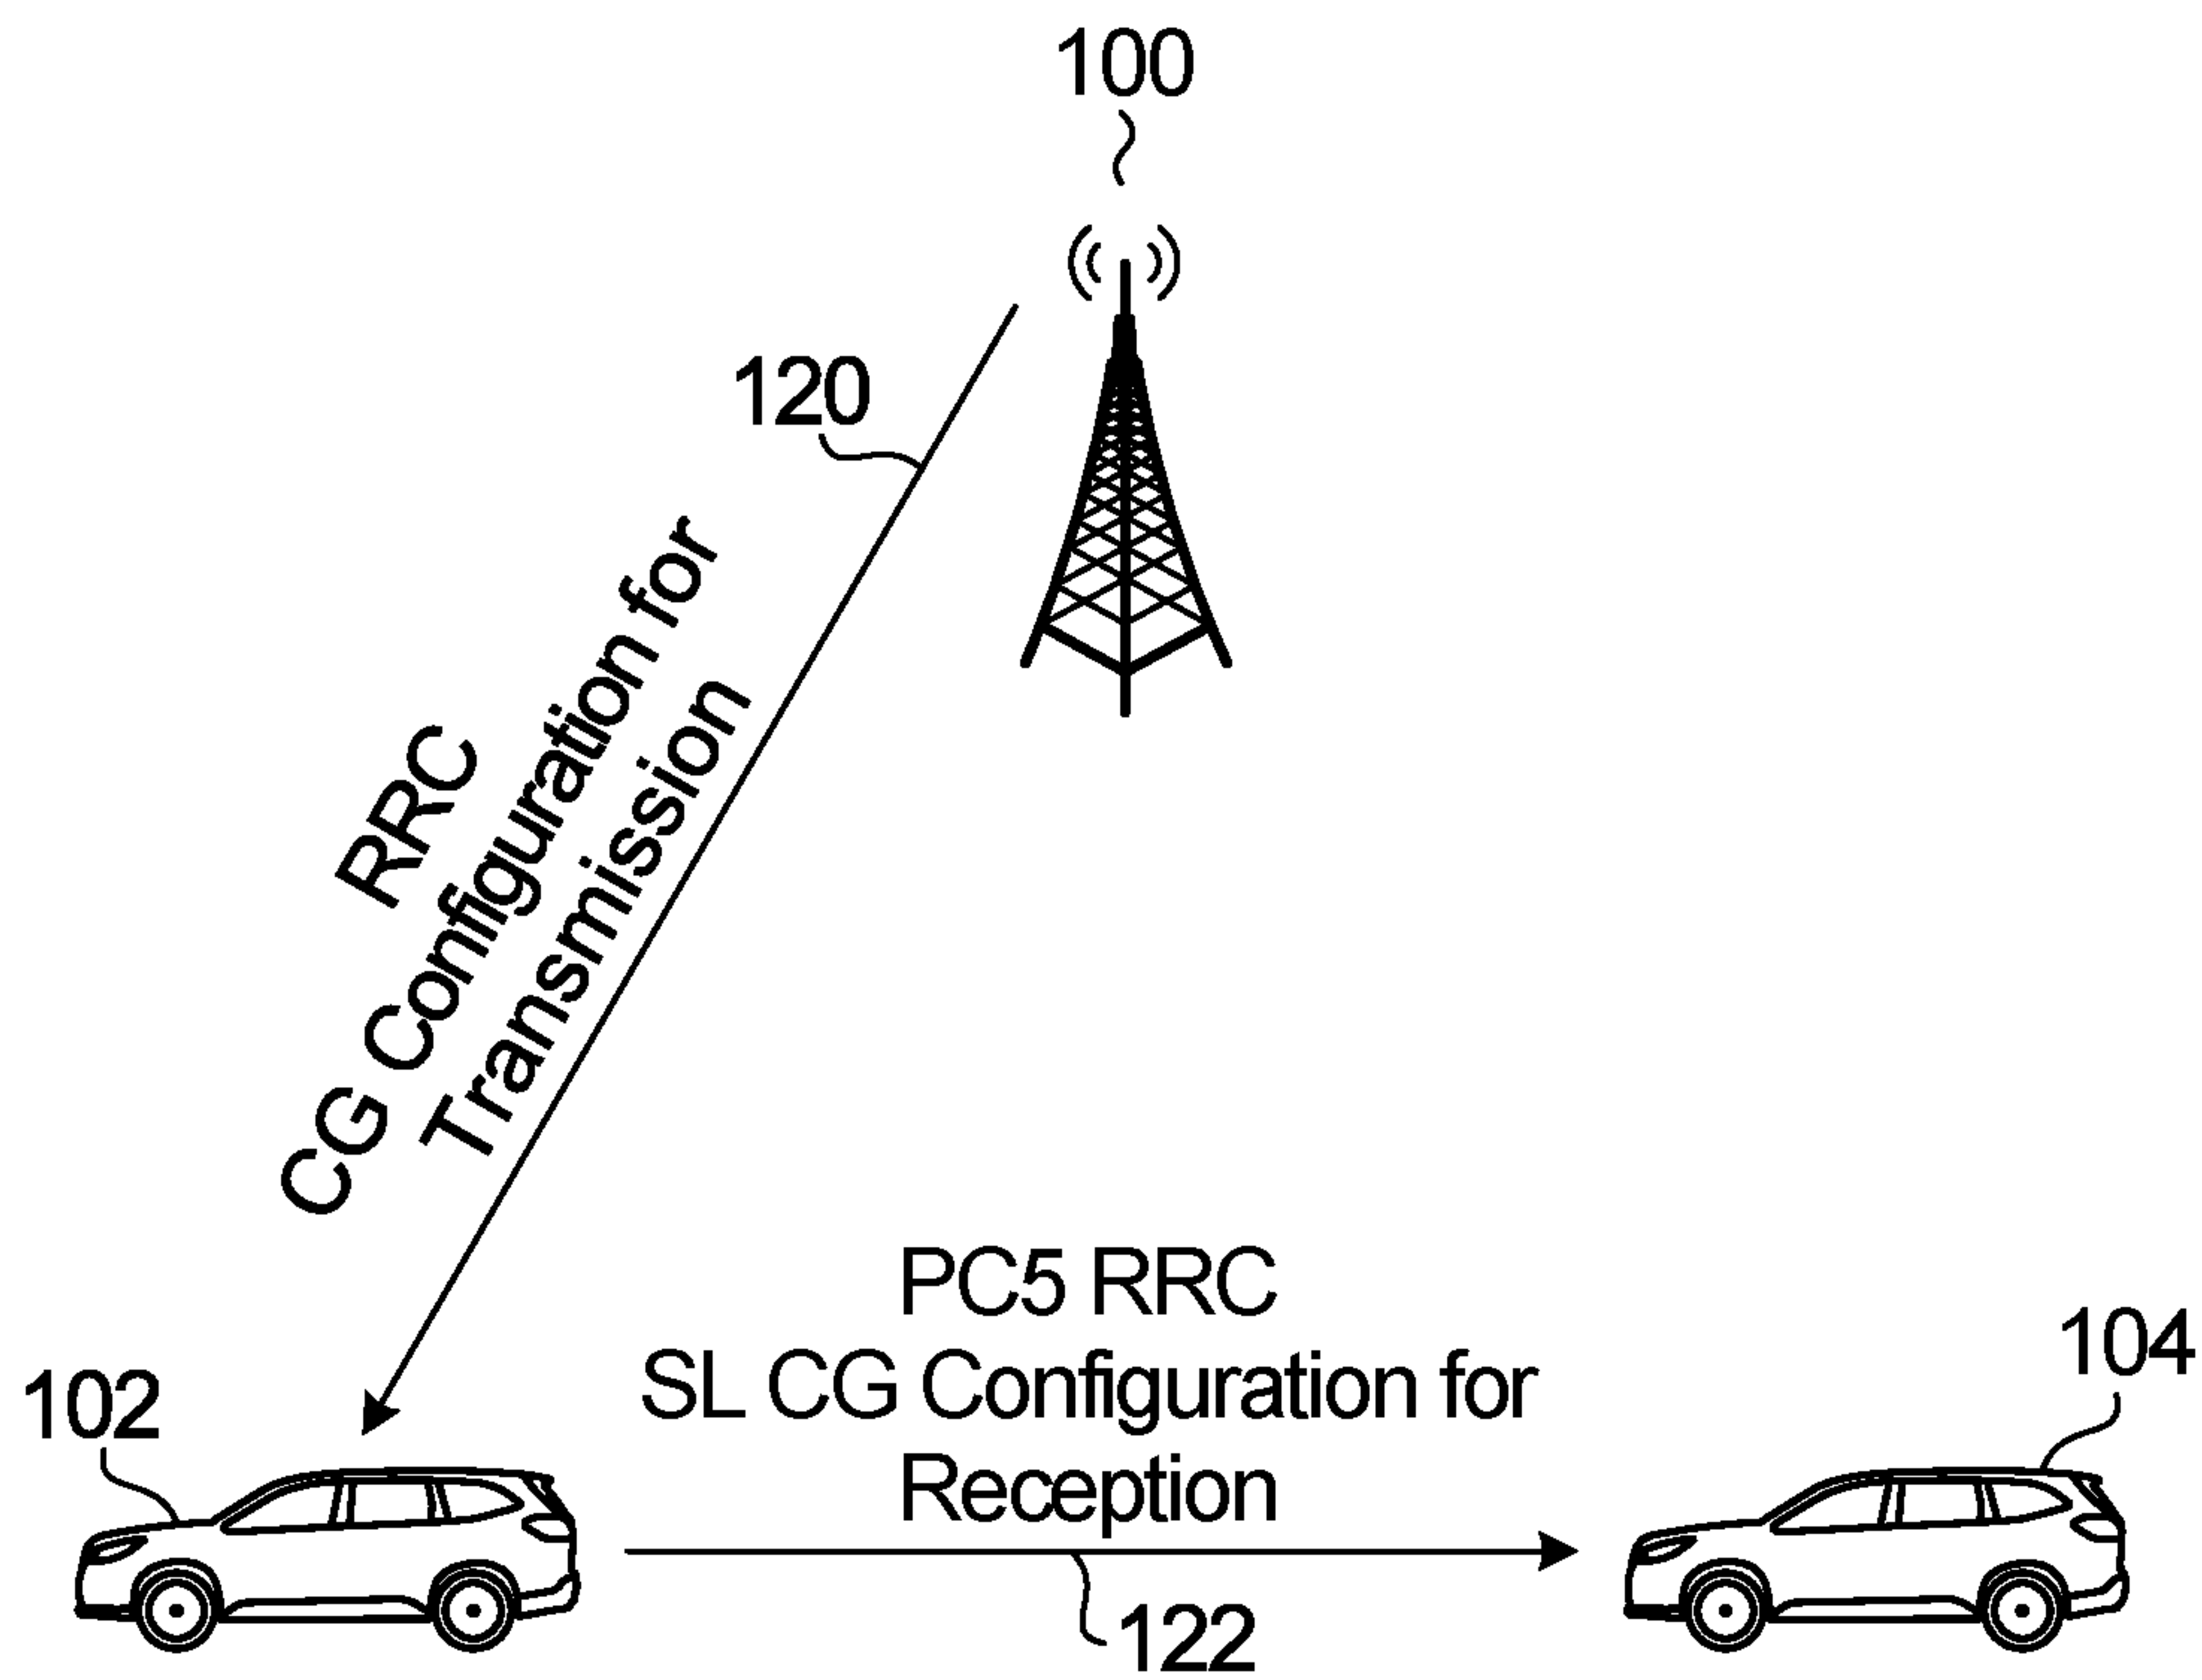 100
120
RRC
CG Configuration for
Transmission
PC5 RRC
SL CG Configuration for
Reception
102
104
122